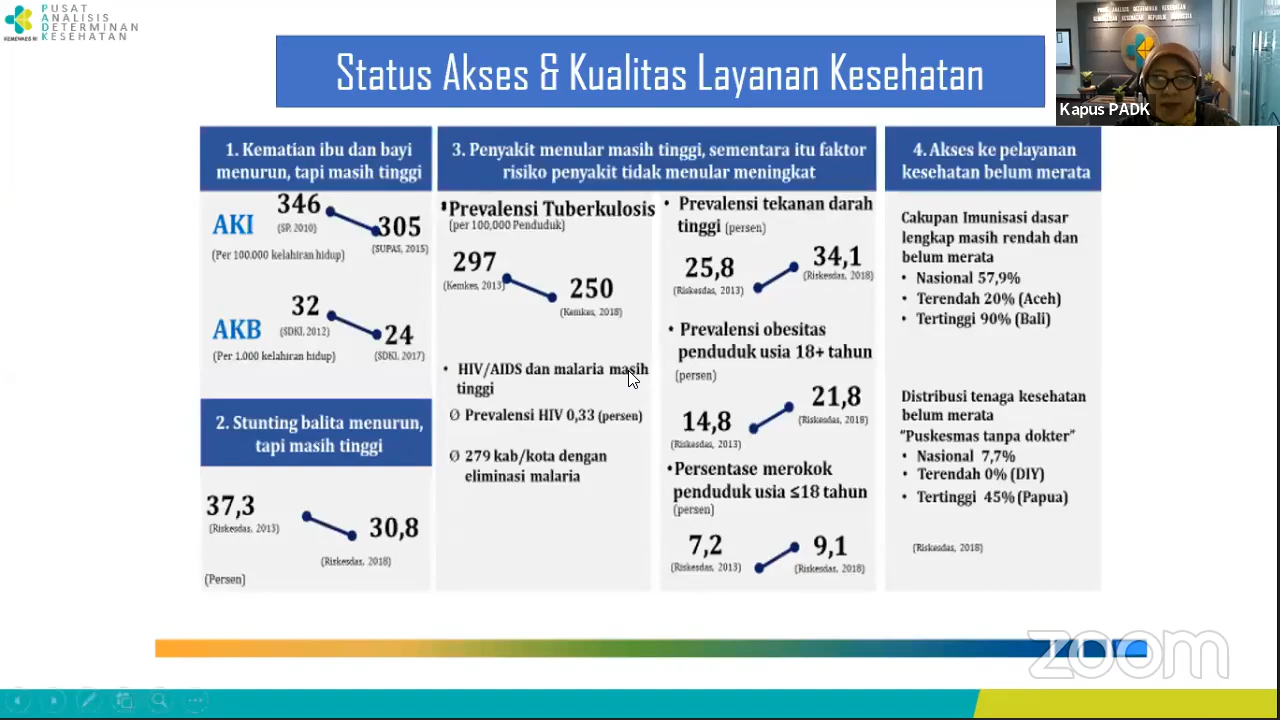 PUSAT
ANALISIS
DETERMINAN
KESEHATAN
KEMENKES RI
Status Akses & Kualitas Layanan Kesehatan
Kapus PADK
1. Kematian ibu dan bayi
menurun, tapi masih tinggi
AKI
346
(SP, 2010)
305
(SUPAS, 2015)
(Per 100.000 kelahiran hidup)
AKB
32
(SDKI, 2012)
24
(SDKI, 2017)
(Per 1.000 kelahiran hidup)
2. Stunting balita menurun,
tapi masih tinggi
37,3
(Riskesdas, 2013)
30,8
(Riskesdas, 2018)
(Persen)
3. Penyakit menular masih tinggi, sementara itu faktor
risiko penyakit tidak menular meningkat
Prevalensi Tuberkulosis
(per 100,000 Penduduk)
297
(Kemkes, 2013)
250
(Kemkes, 2018)
• HIV/AIDS dan malaria masih
tinggi
Ø Prevalensi HIV 0,33 (persen)
Ø 279 kab/kota dengan
eliminasi malaria
• Prevalensi tekanan darah
tinggi (persen)
25,8
(Riskesdas, 2013)
34,1
(Riskesdas, 2018)
• Prevalensi obesitas
penduduk usia 18+ tahun
(persen)
14,8
(Riskesdas, 2013)
21,8
(Riskesdas, 2018)
•Persentase merokok
penduduk usia ≤18 tahun
(persen)
7,2
(Riskesdas, 2013)
9,1
(Riskesdas, 2018)
4. Akses ke pelayanan
kesehatan belum merata
Cakupan Imunisasi dasar
lengkap masih rendah dan
belum merata
• Nasional 57,9%
• Terendah 20% (Aceh)
• Tertinggi 90% (Bali)
Distribusi tenaga kesehatan
belum merata
“Puskesmas tanpa dokter”
• Nasional 7,7%
• Terendah 0% (DIY)
• Tertinggi 45% (Papua)
(Riskesdas, 2018)
zoom